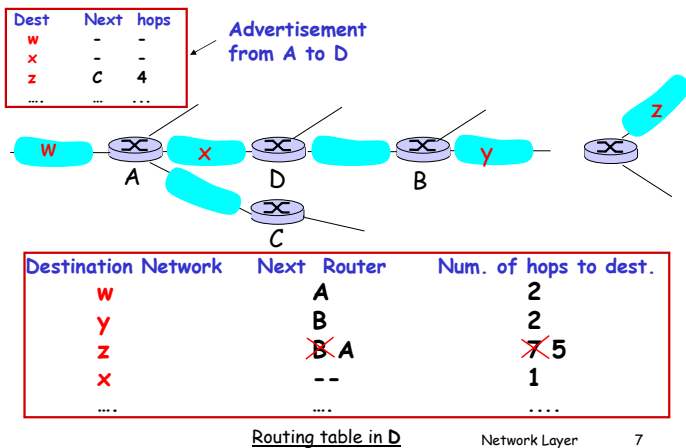 Dest Next hops
w - -
x - -
z C 4
.... ... ...
Advertisement
from A to D
z
w
x
y
A
D
B
C
Destination Network Next Router Num. of hops to dest.
w A 2
y B 2
z B A 7 5
x -- 1
.... .... ....
Routing table in D
Network Layer 7